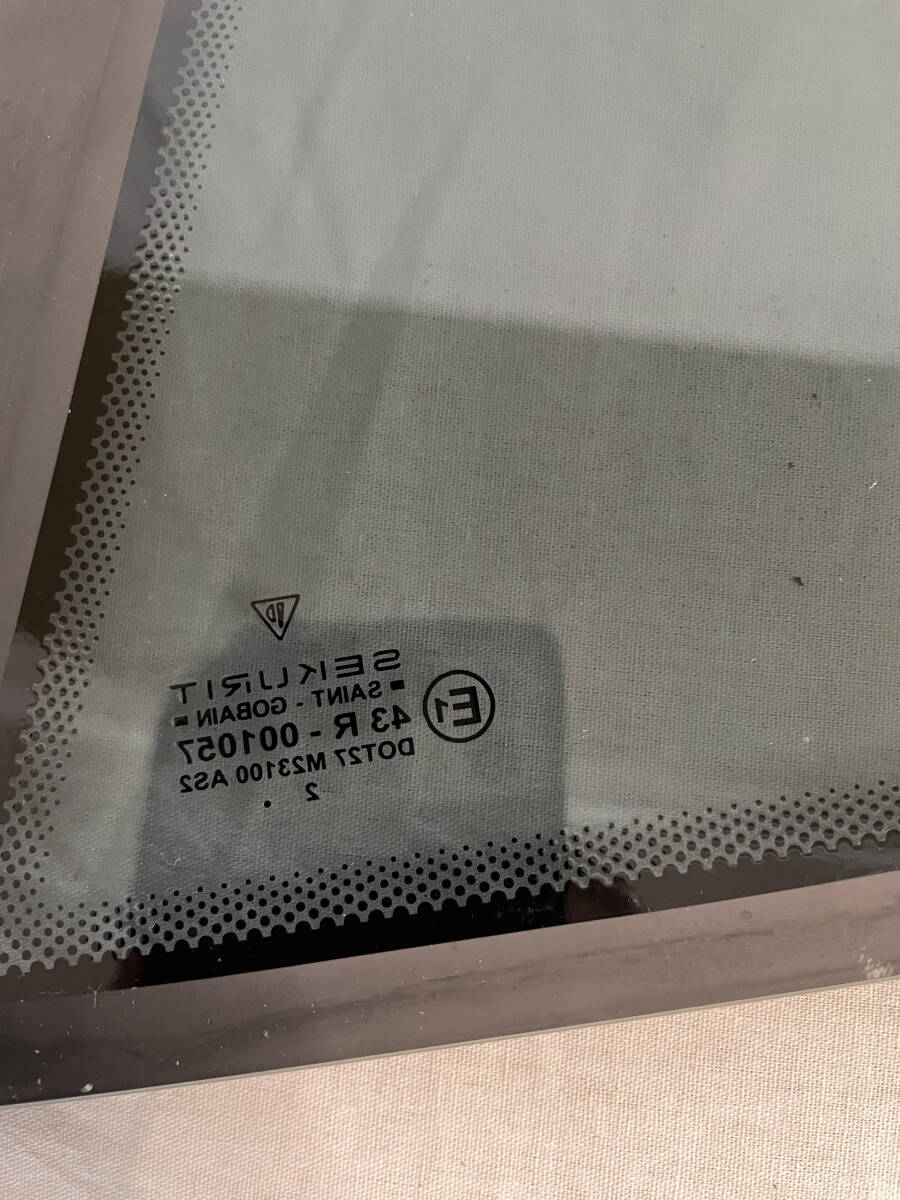 SEKURIT
SAINT - GOBAIN
E1
43 R - 001057
DOT27 M23100 AS2
2 .